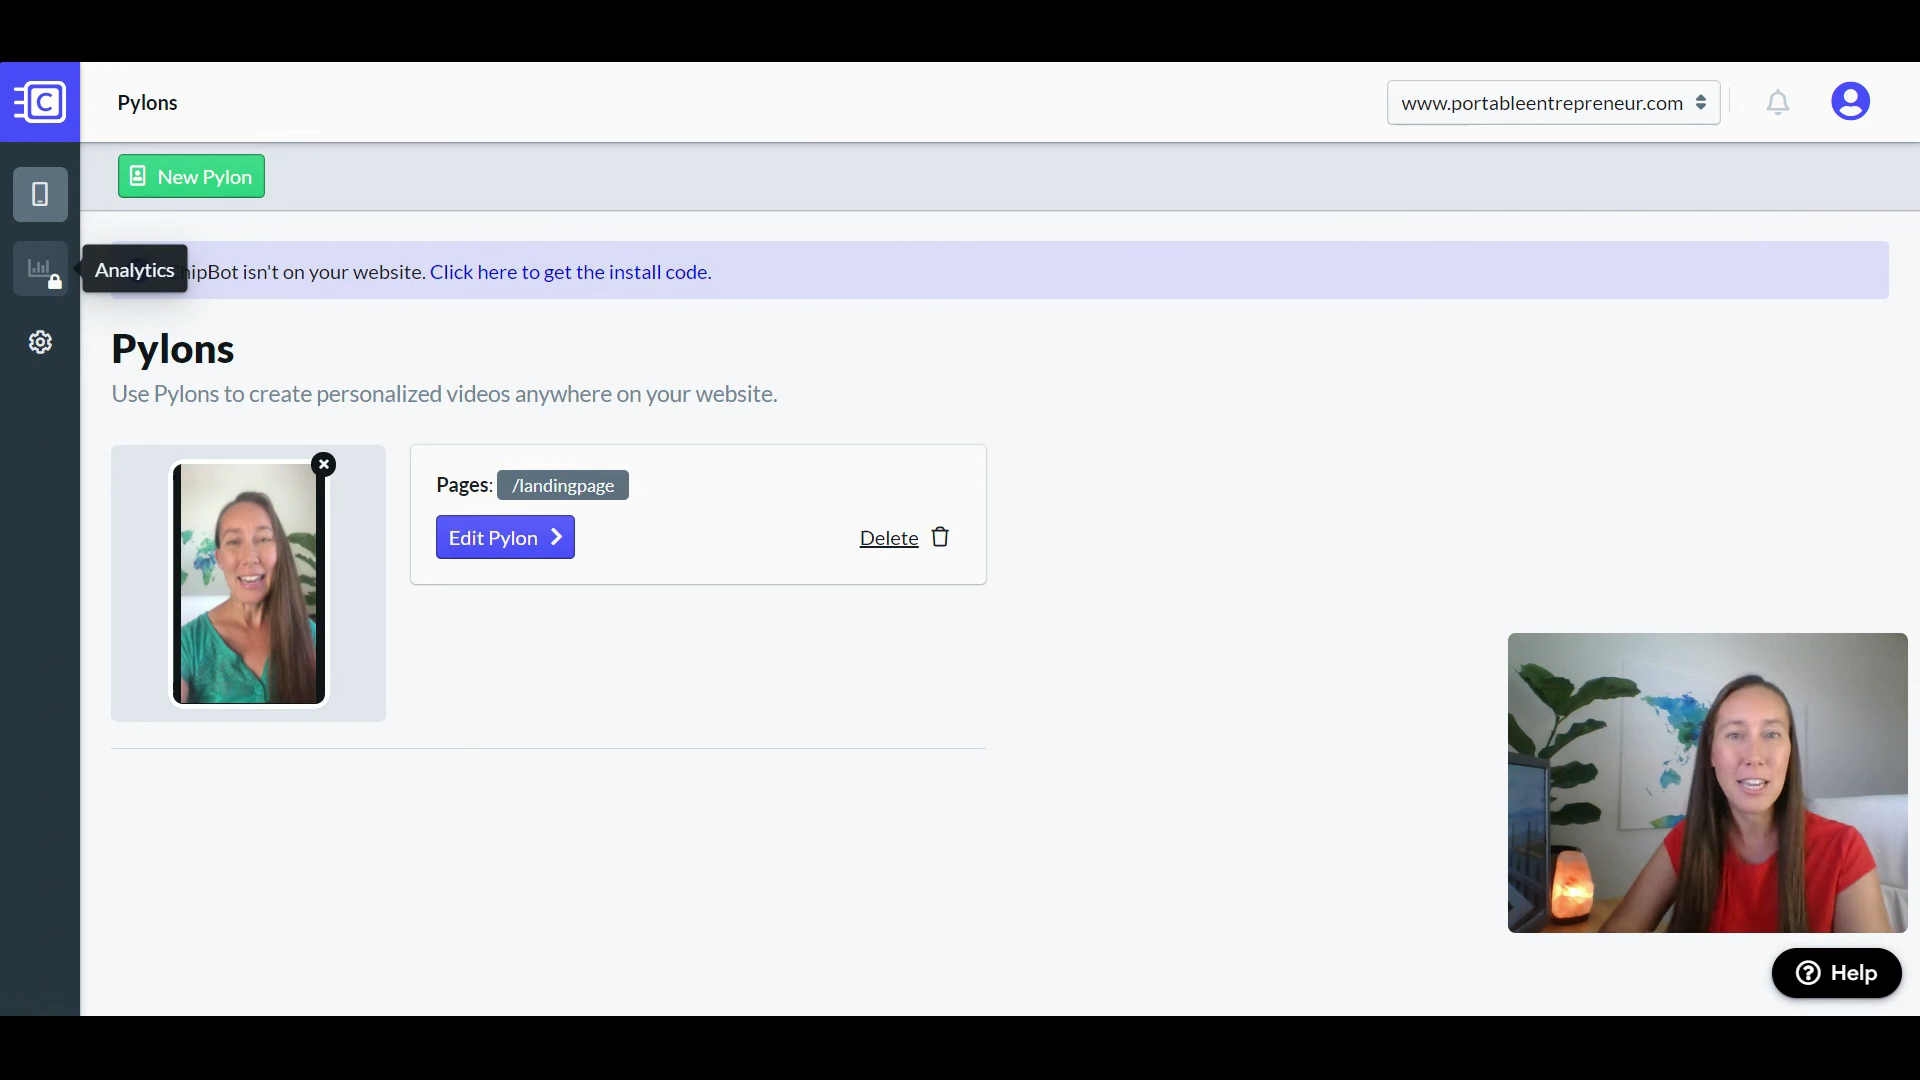 C
Pylons
www.portableentrepreneur.com
New Pylon
Analytics
hipBot isn't on your website. Click here to get the install code.
Pylons
Use Pylons to create personalized videos anywhere on your website.
Pages: /landingpage
Edit Pylon
Delete
Help